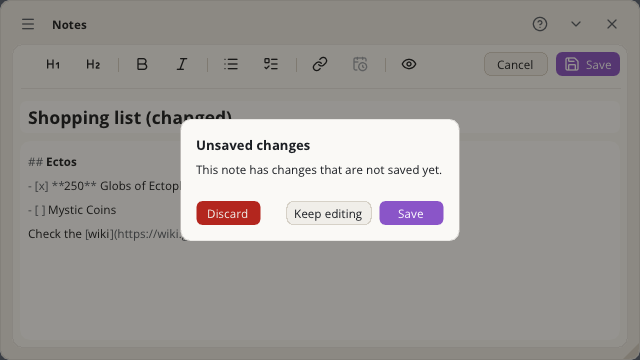 Notes
H1 H2 B I Cancel Save
Shopping list (changed)
## Ectos
- [x] **250** Globs of
- [ ] Mystic Coins
Check the [wiki](https://wiki
Unsaved changes
This note has changes that are not saved yet.
Discard Keep editing Save